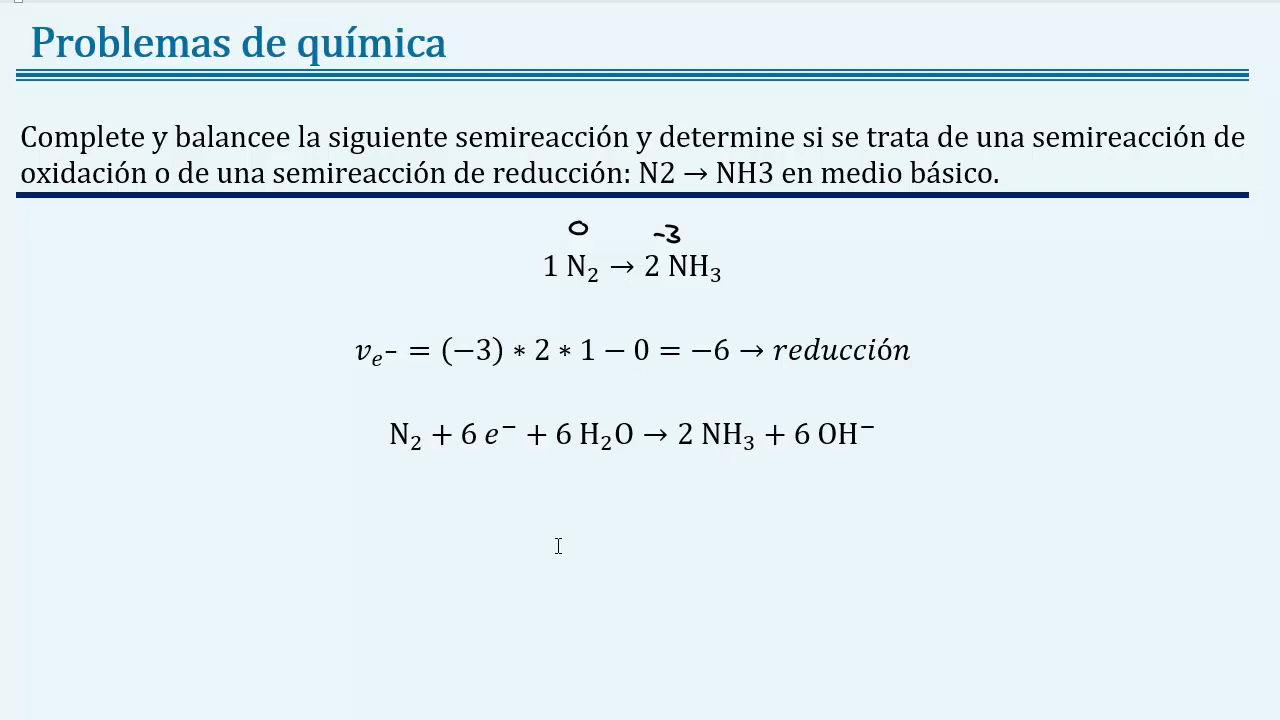 Problemas de química
Complete y balancee la siguiente semireacción y determine si se trata de una semireacción de
oxidación o de una semireacción de reducción: N2 → NH3 en medio básico.
0 -3
1 N₂ → 2 NH₃
𝑣ₑ− = (−3) ∗ 2 ∗ 1 − 0 = −6 → reducción
N₂ + 6 e⁻ + 6 H₂O → 2 NH₃ + 6 OH⁻